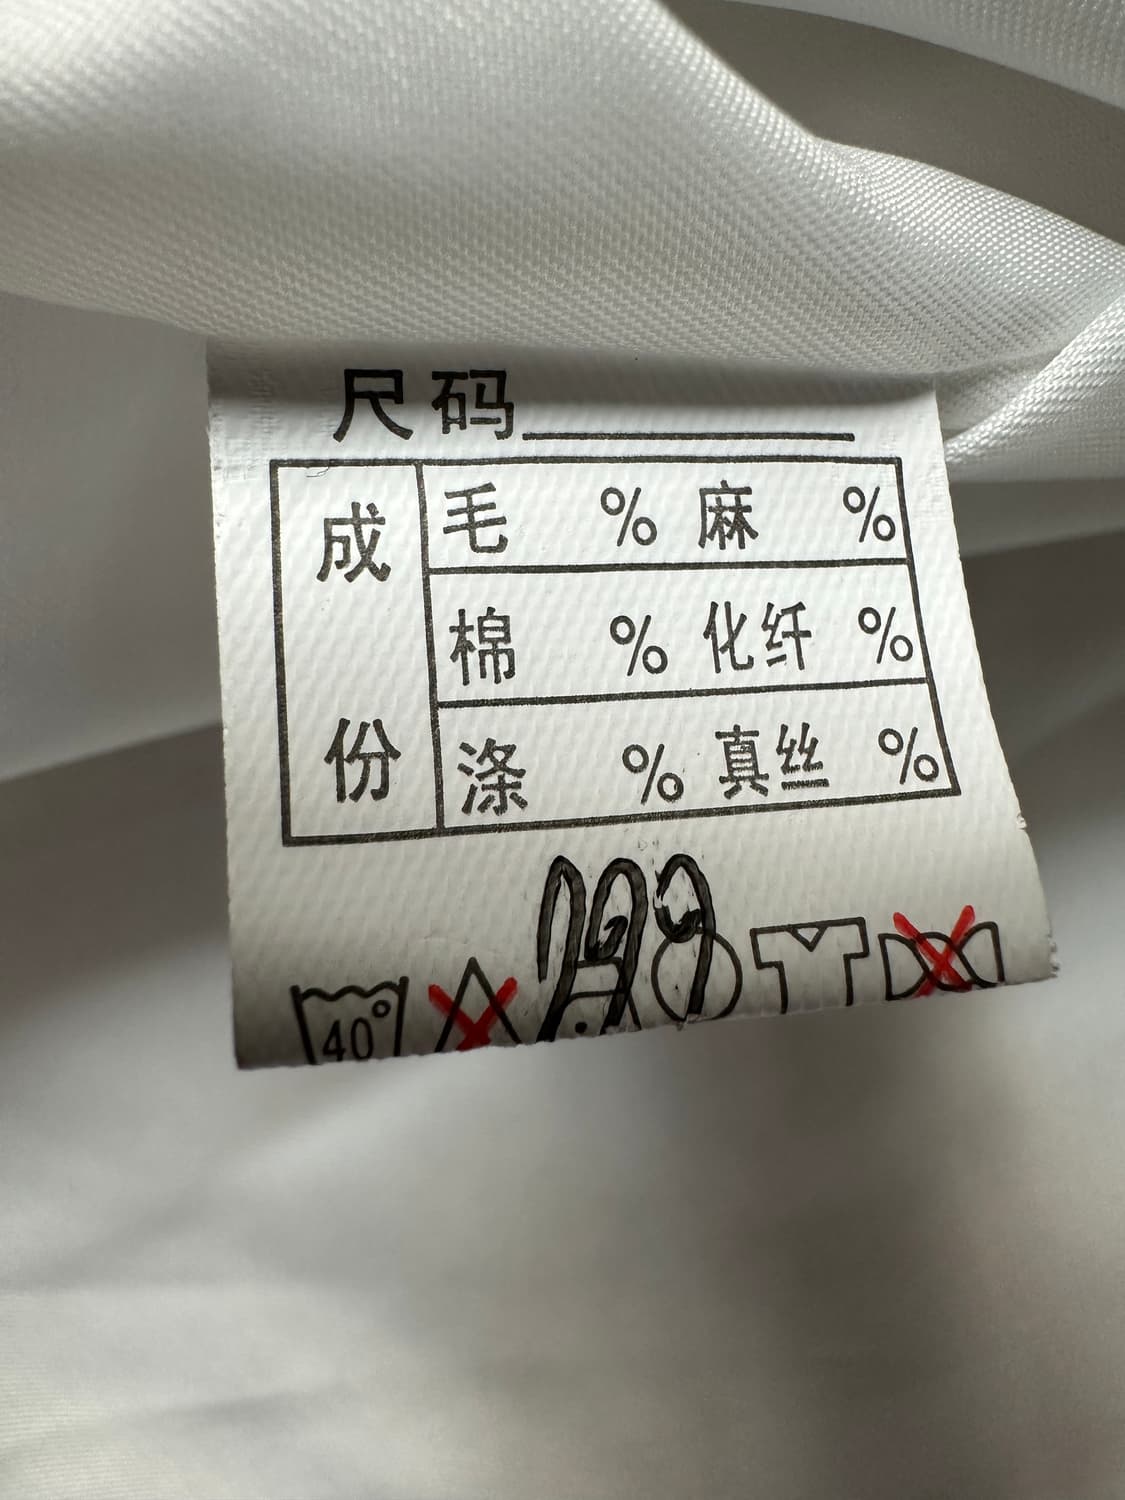 尺码
成份
毛 % 麻 %
棉 % 化纤 %
涤 % 真丝 %
40°